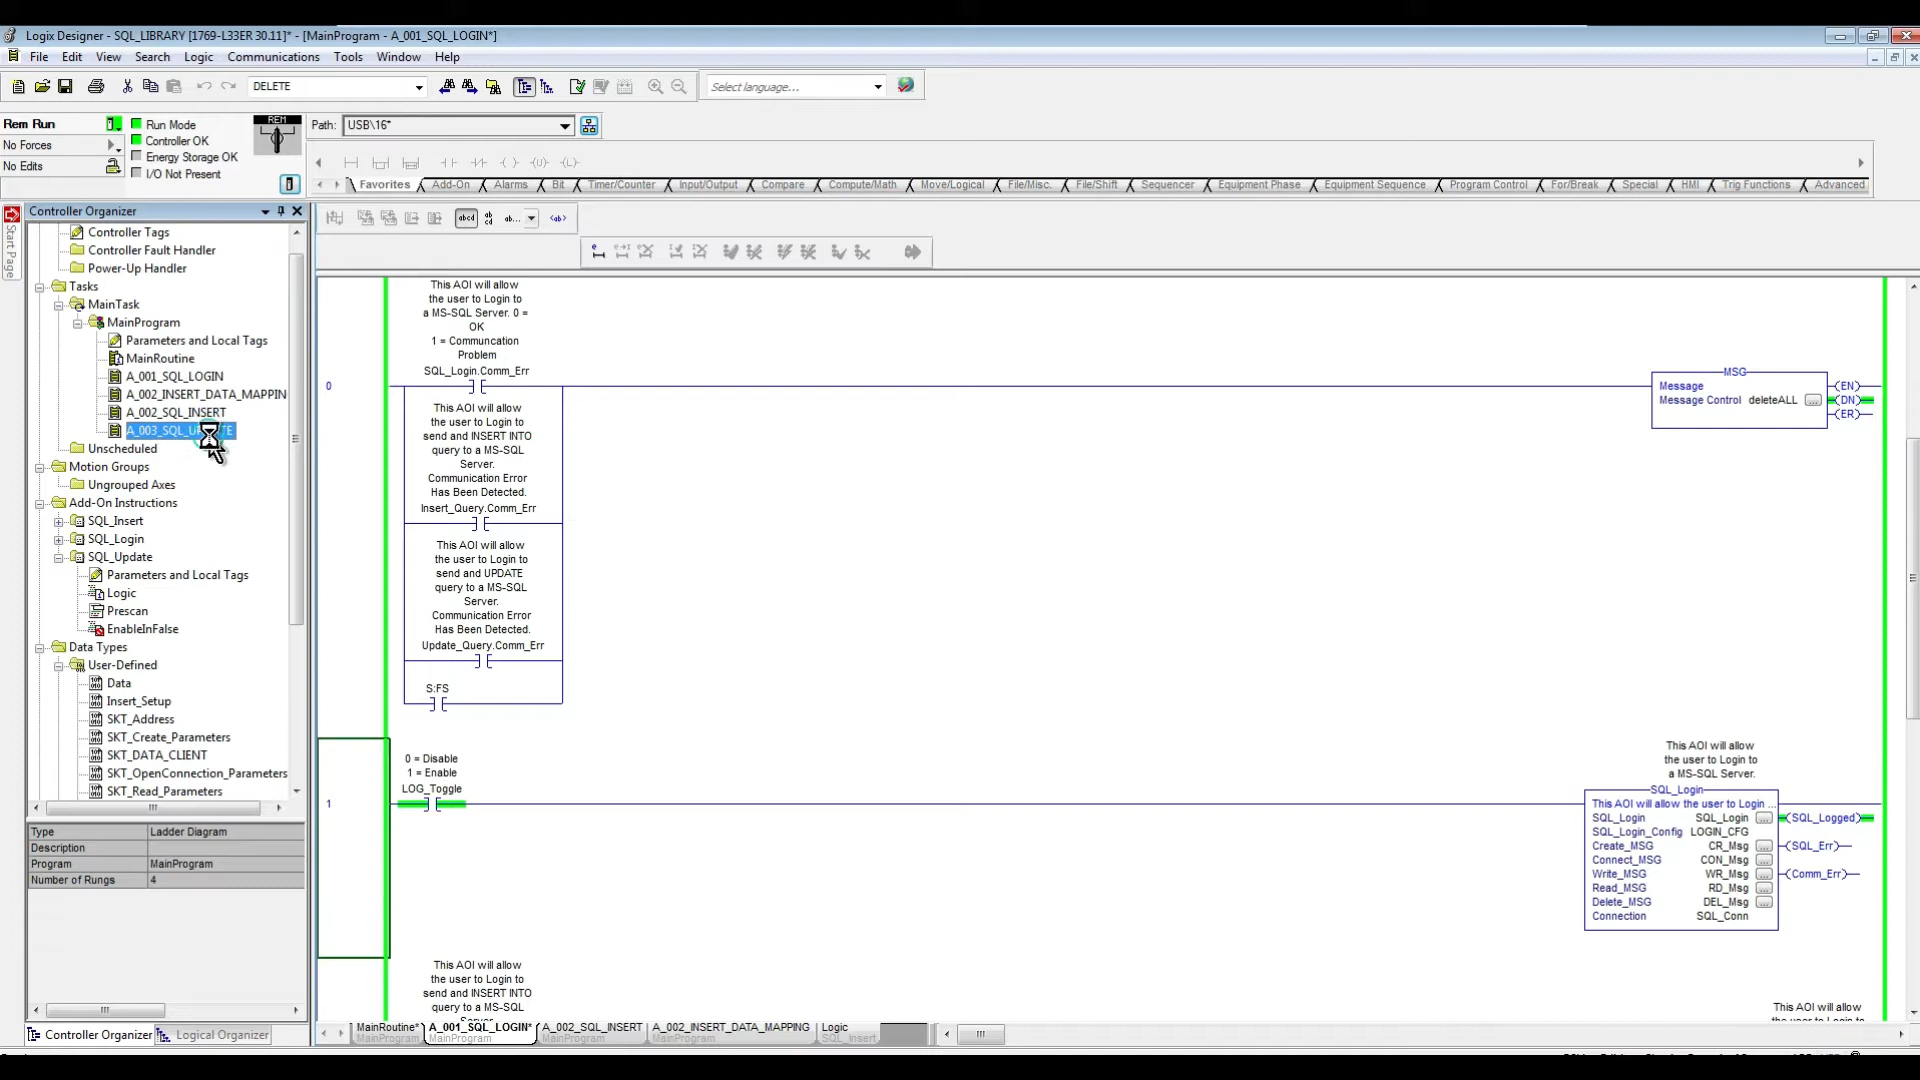 Logix Designer - SQL_LIBRARY [1769-L33ER 30.11]* - [MainProgram - A_001_SQL_LOGIN*]
File Edit View Search Logic Communications Tools Window Help
DELETE
Select language...
Rem Run
Run Mode
REM
Path: USB\16*
No Forces
Controller OK
No Edits
Energy Storage OK
I/O Not Present
Favorites Add-On Alarms Bit Timer/Counter Input/Output Compare Compute/Math Move/Logical File/Misc. File/Shift Sequencer Equipment Phase Equipment Sequence Program Control For/Break Special HMI Trig Functions Advanced
Start Page
Controller Organizer
Controller Tags
Controller Fault Handler
Power-Up Handler
Tasks
MainTask
MainProgram
Parameters and Local Tags
MainRoutine
A_001_SQL_LOGIN
A_002_INSERT_DATA_MAPPIN
A_002_SQL_INSERT
Unscheduled
Motion Groups
Ungrouped Axes
Add-On Instructions
SQL_Insert
SQL_Login
SQL_Update
Parameters and Local Tags
Logic
Prescan
EnableInFalse
Data Types
User-Defined
Data
Insert_Setup
SKT_Address
SKT_Create_Parameters
SKT_DATA_CLIENT
SKT_OpenConnection_Parameters
SKT_Read_Parameters
Type Ladder Diagram
Description
Program MainProgram
Number of Rungs 4
Controller Organizer
Logical Organizer
This AOI will allow
the user to Login to
a MS-SQL Server. 0 =
OK
1 = Communcation
Problem
SQL_Login.Comm_Err
0
This AOI will allow
the user to Login to
send and INSERT INTO
query to a MS-SQL
Server.
Communication Error
Has Been Detected.
Insert_Query.Comm_Err
This AOI will allow
the user to Login to
send and UPDATE
query to a MS-SQL
Server.
Communication Error
Has Been Detected.
Update_Query.Comm_Err
S:FS
MSG
Message
Message Control deleteALL
EN
DN
ER
0 = Disable
1 = Enable
LOG_Toggle
1
This AOI will allow
the user to Login to
a MS-SQL Server.
SQL_Login
This AOI will allow the user to Login ...
SQL_Login SQL_Login
SQL_Login_Config LOGIN_CFG
Create_MSG CR_Msg
Connect_MSG CON_Msg
Write_MSG WR_Msg
Read_MSG RD_Msg
Delete_MSG DEL_Msg
Connection SQL_Conn
SQL_Logged
SQL_Err
Comm_Err
This AOI will allow
the user to Login to
send and INSERT INTO
query to a MS-SQL
This AOI will allow
MainRoutine* A_001_SQL_LOGIN* A_002_SQL_INSERT A_002_INSERT_DATA_MAPPING Logic
MainProgram MainProgram MainProgram MainProgram SQL_Insert